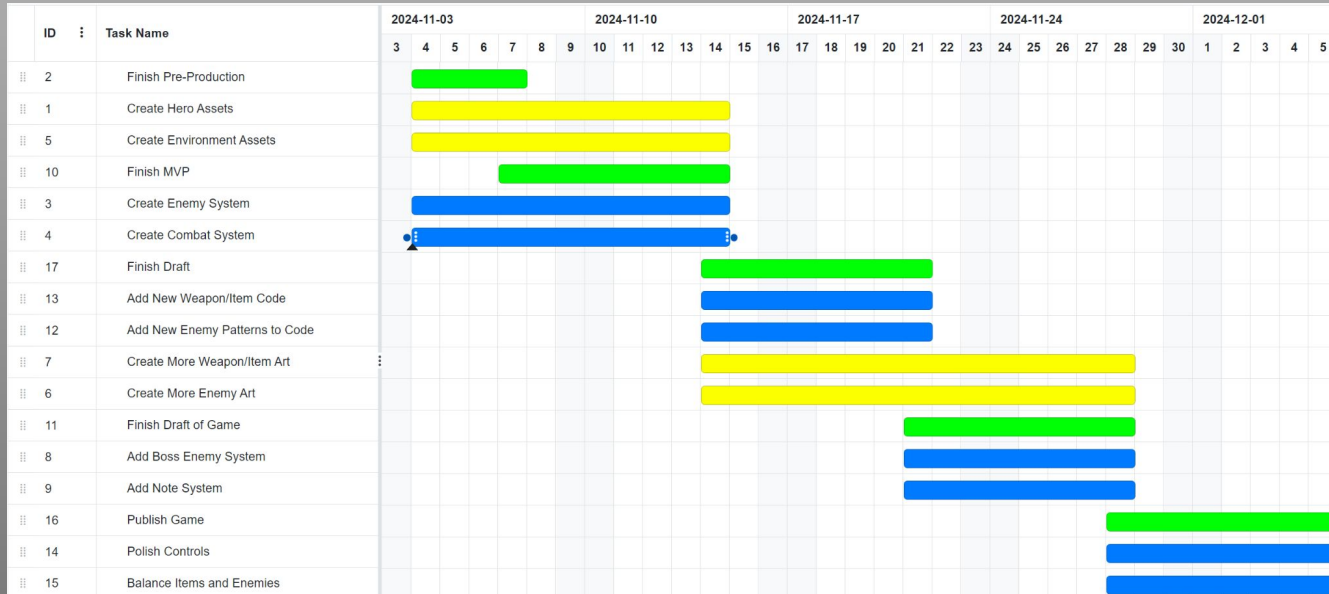 ID Task Name 2024-11-03 2024-11-10 2024-11-17 2024-11-24 2024-12-01
3 4 5 6 7 8 9 10 11 12 13 14 15 16 17 18 19 20 21 22 23 24 25 26 27 28 29 30 1 2 3 4 5
2 Finish Pre-Production
1 Create Hero Assets
5 Create Environment Assets
10 Finish MVP
3 Create Enemy System
4 Create Combat System
17 Finish Draft
13 Add New Weapon/Item Code
12 Add New Enemy Patterns to Code
7 Create More Weapon/Item Art
6 Create More Enemy Art
11 Finish Draft of Game
8 Add Boss Enemy System
9 Add Note System
16 Publish Game
14 Polish Controls
15 Balance Items and Enemies